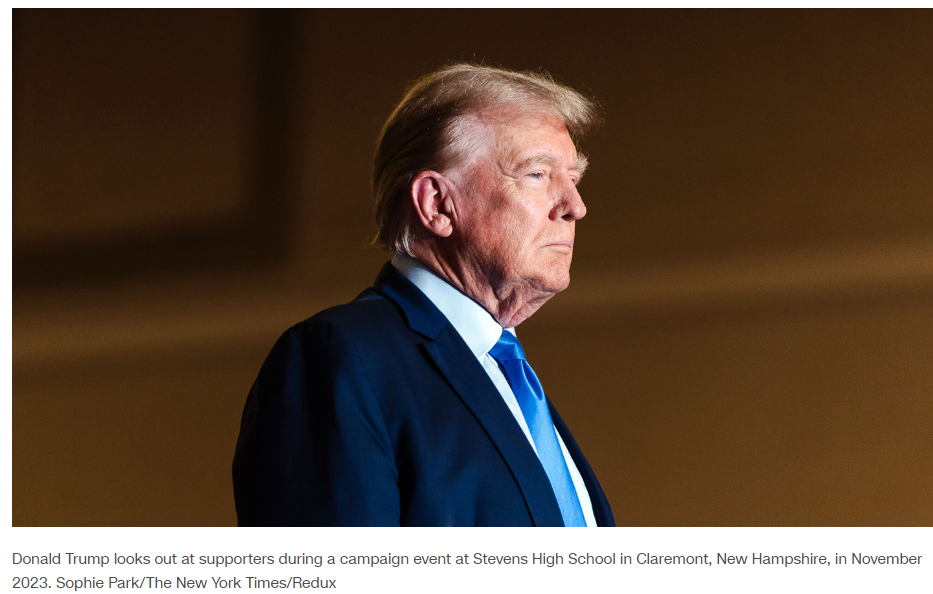 Donald Trump looks out at supporters during a campaign event at Stevens High School in Claremont, New Hampshire, in November
2023. Sophie Park/The New York Times/Redux